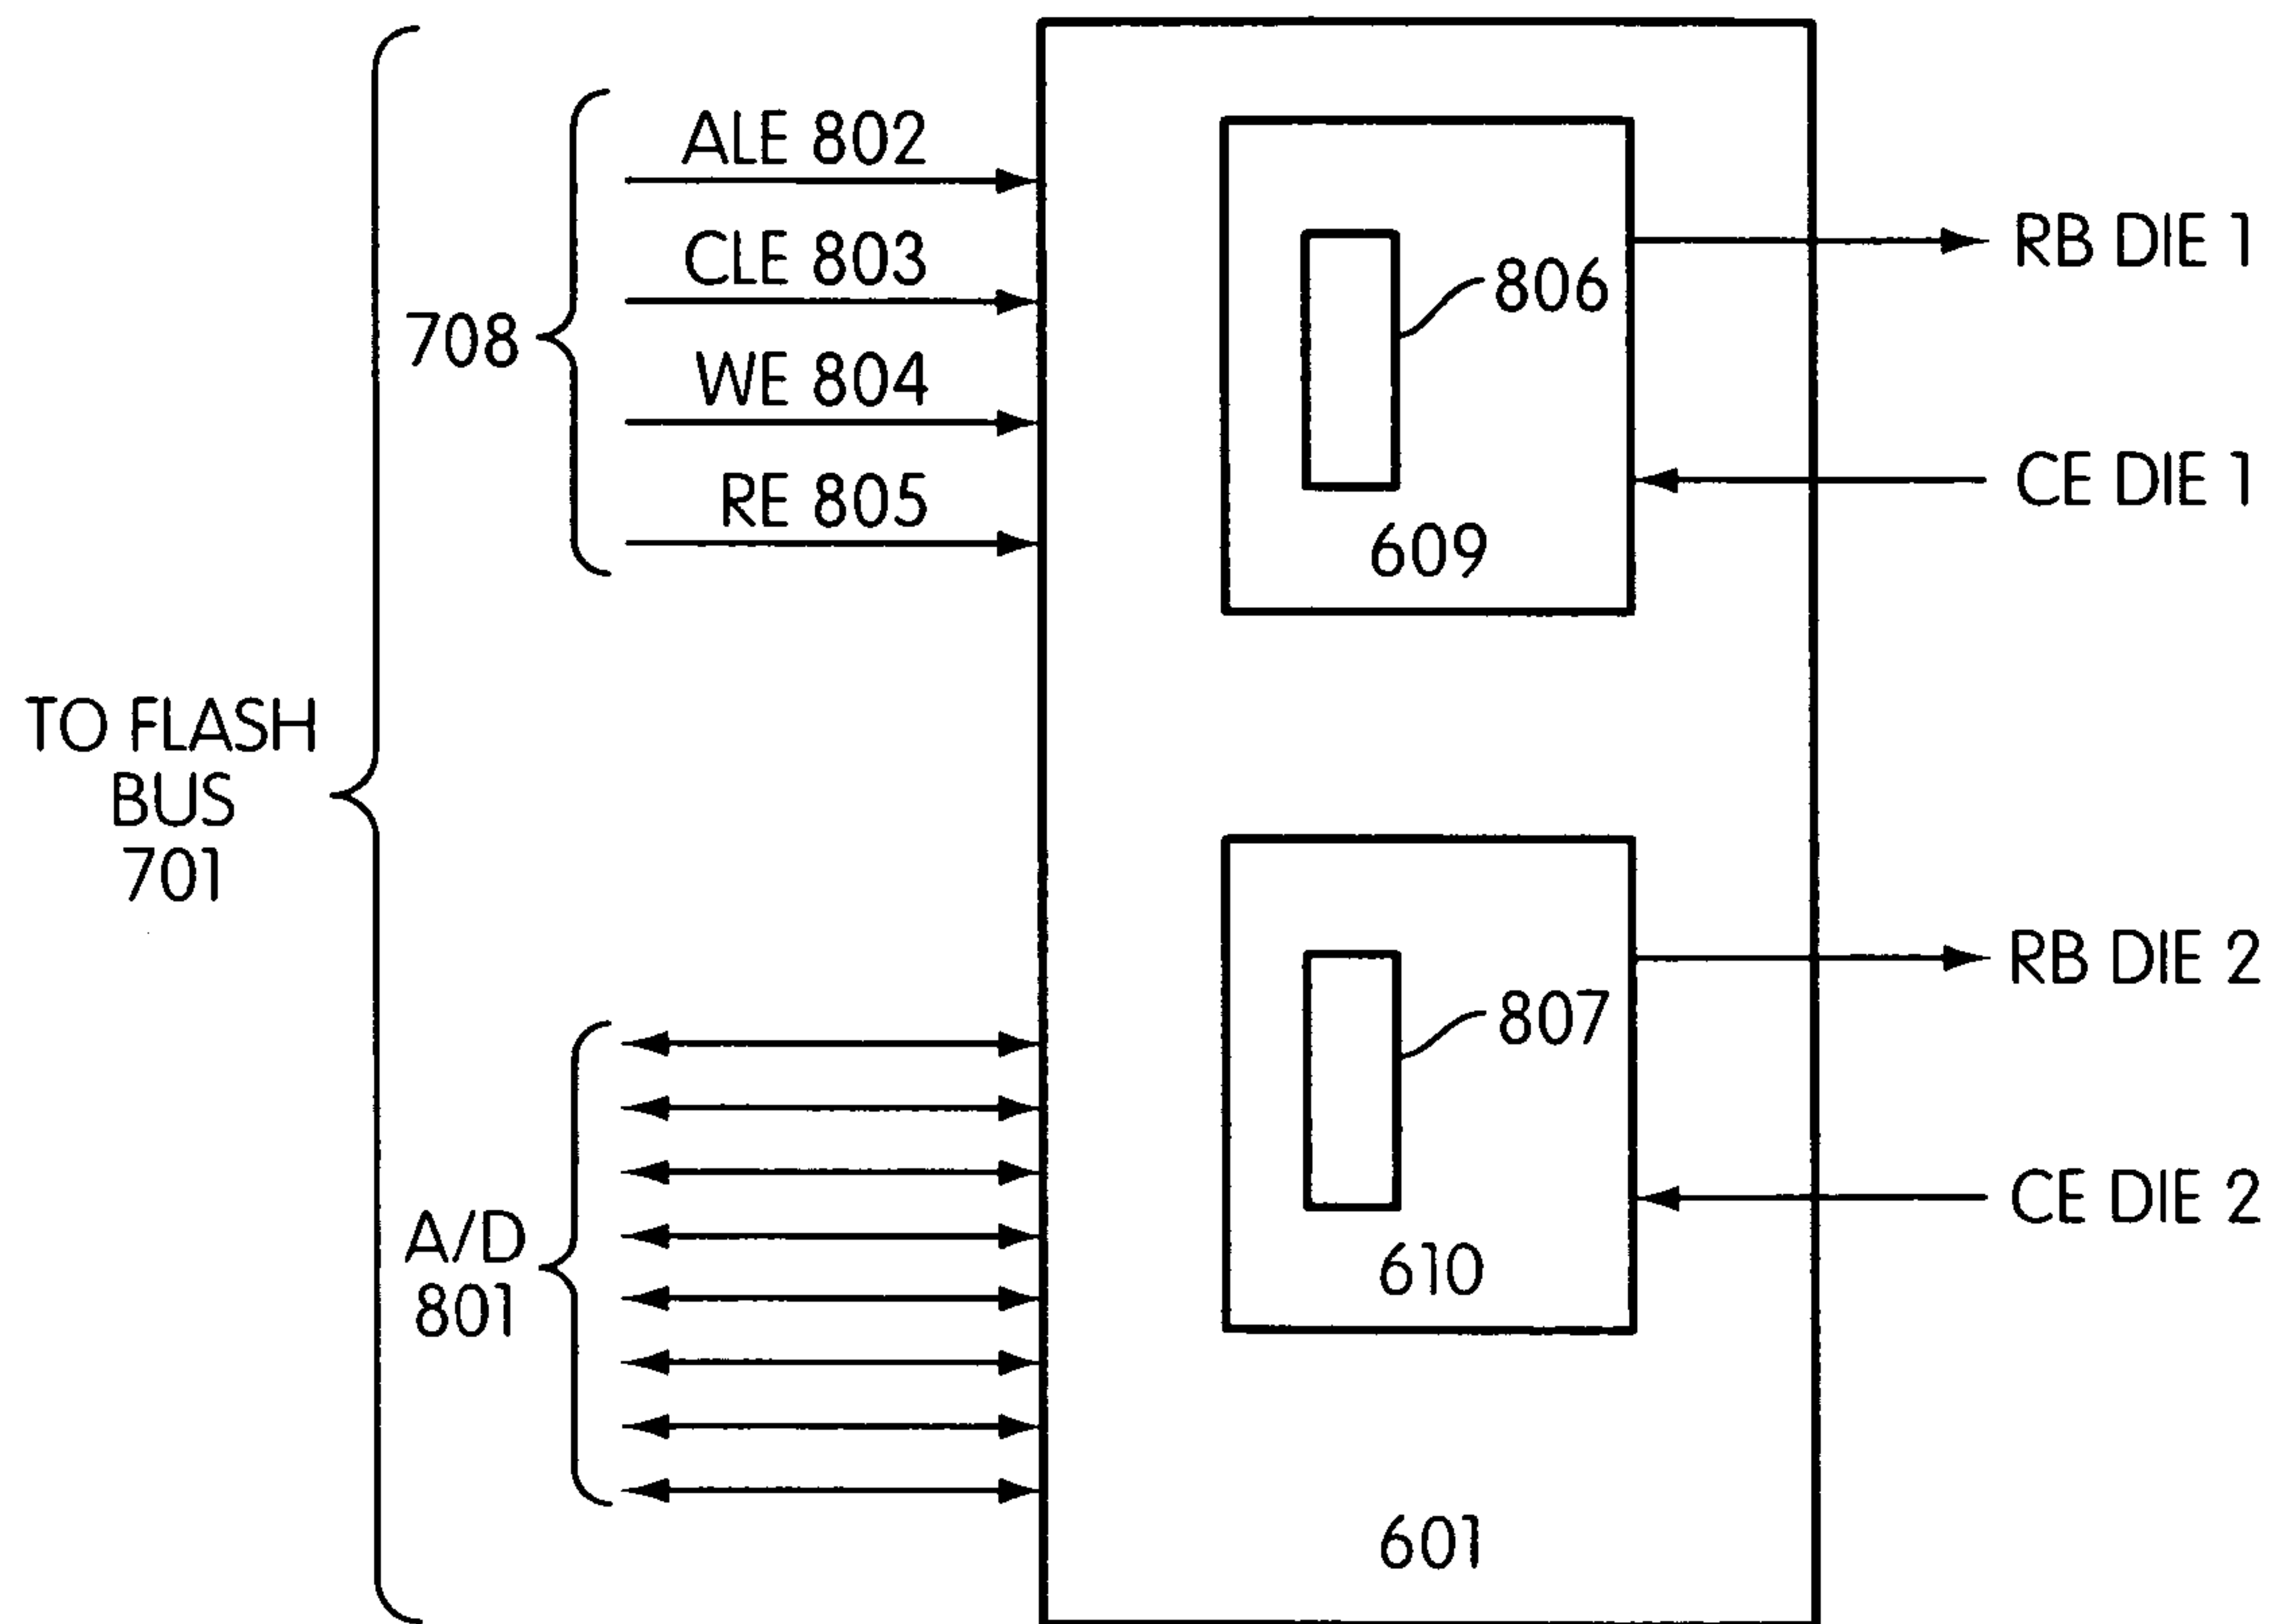 ALE 802
CLE 803
708
WE 804
RE 805
TO FLASH
BUS
701
A/D
801
806
609
RB DIE 1
CE DIE 1
807
610
RB DIE 2
CE DIE 2
601